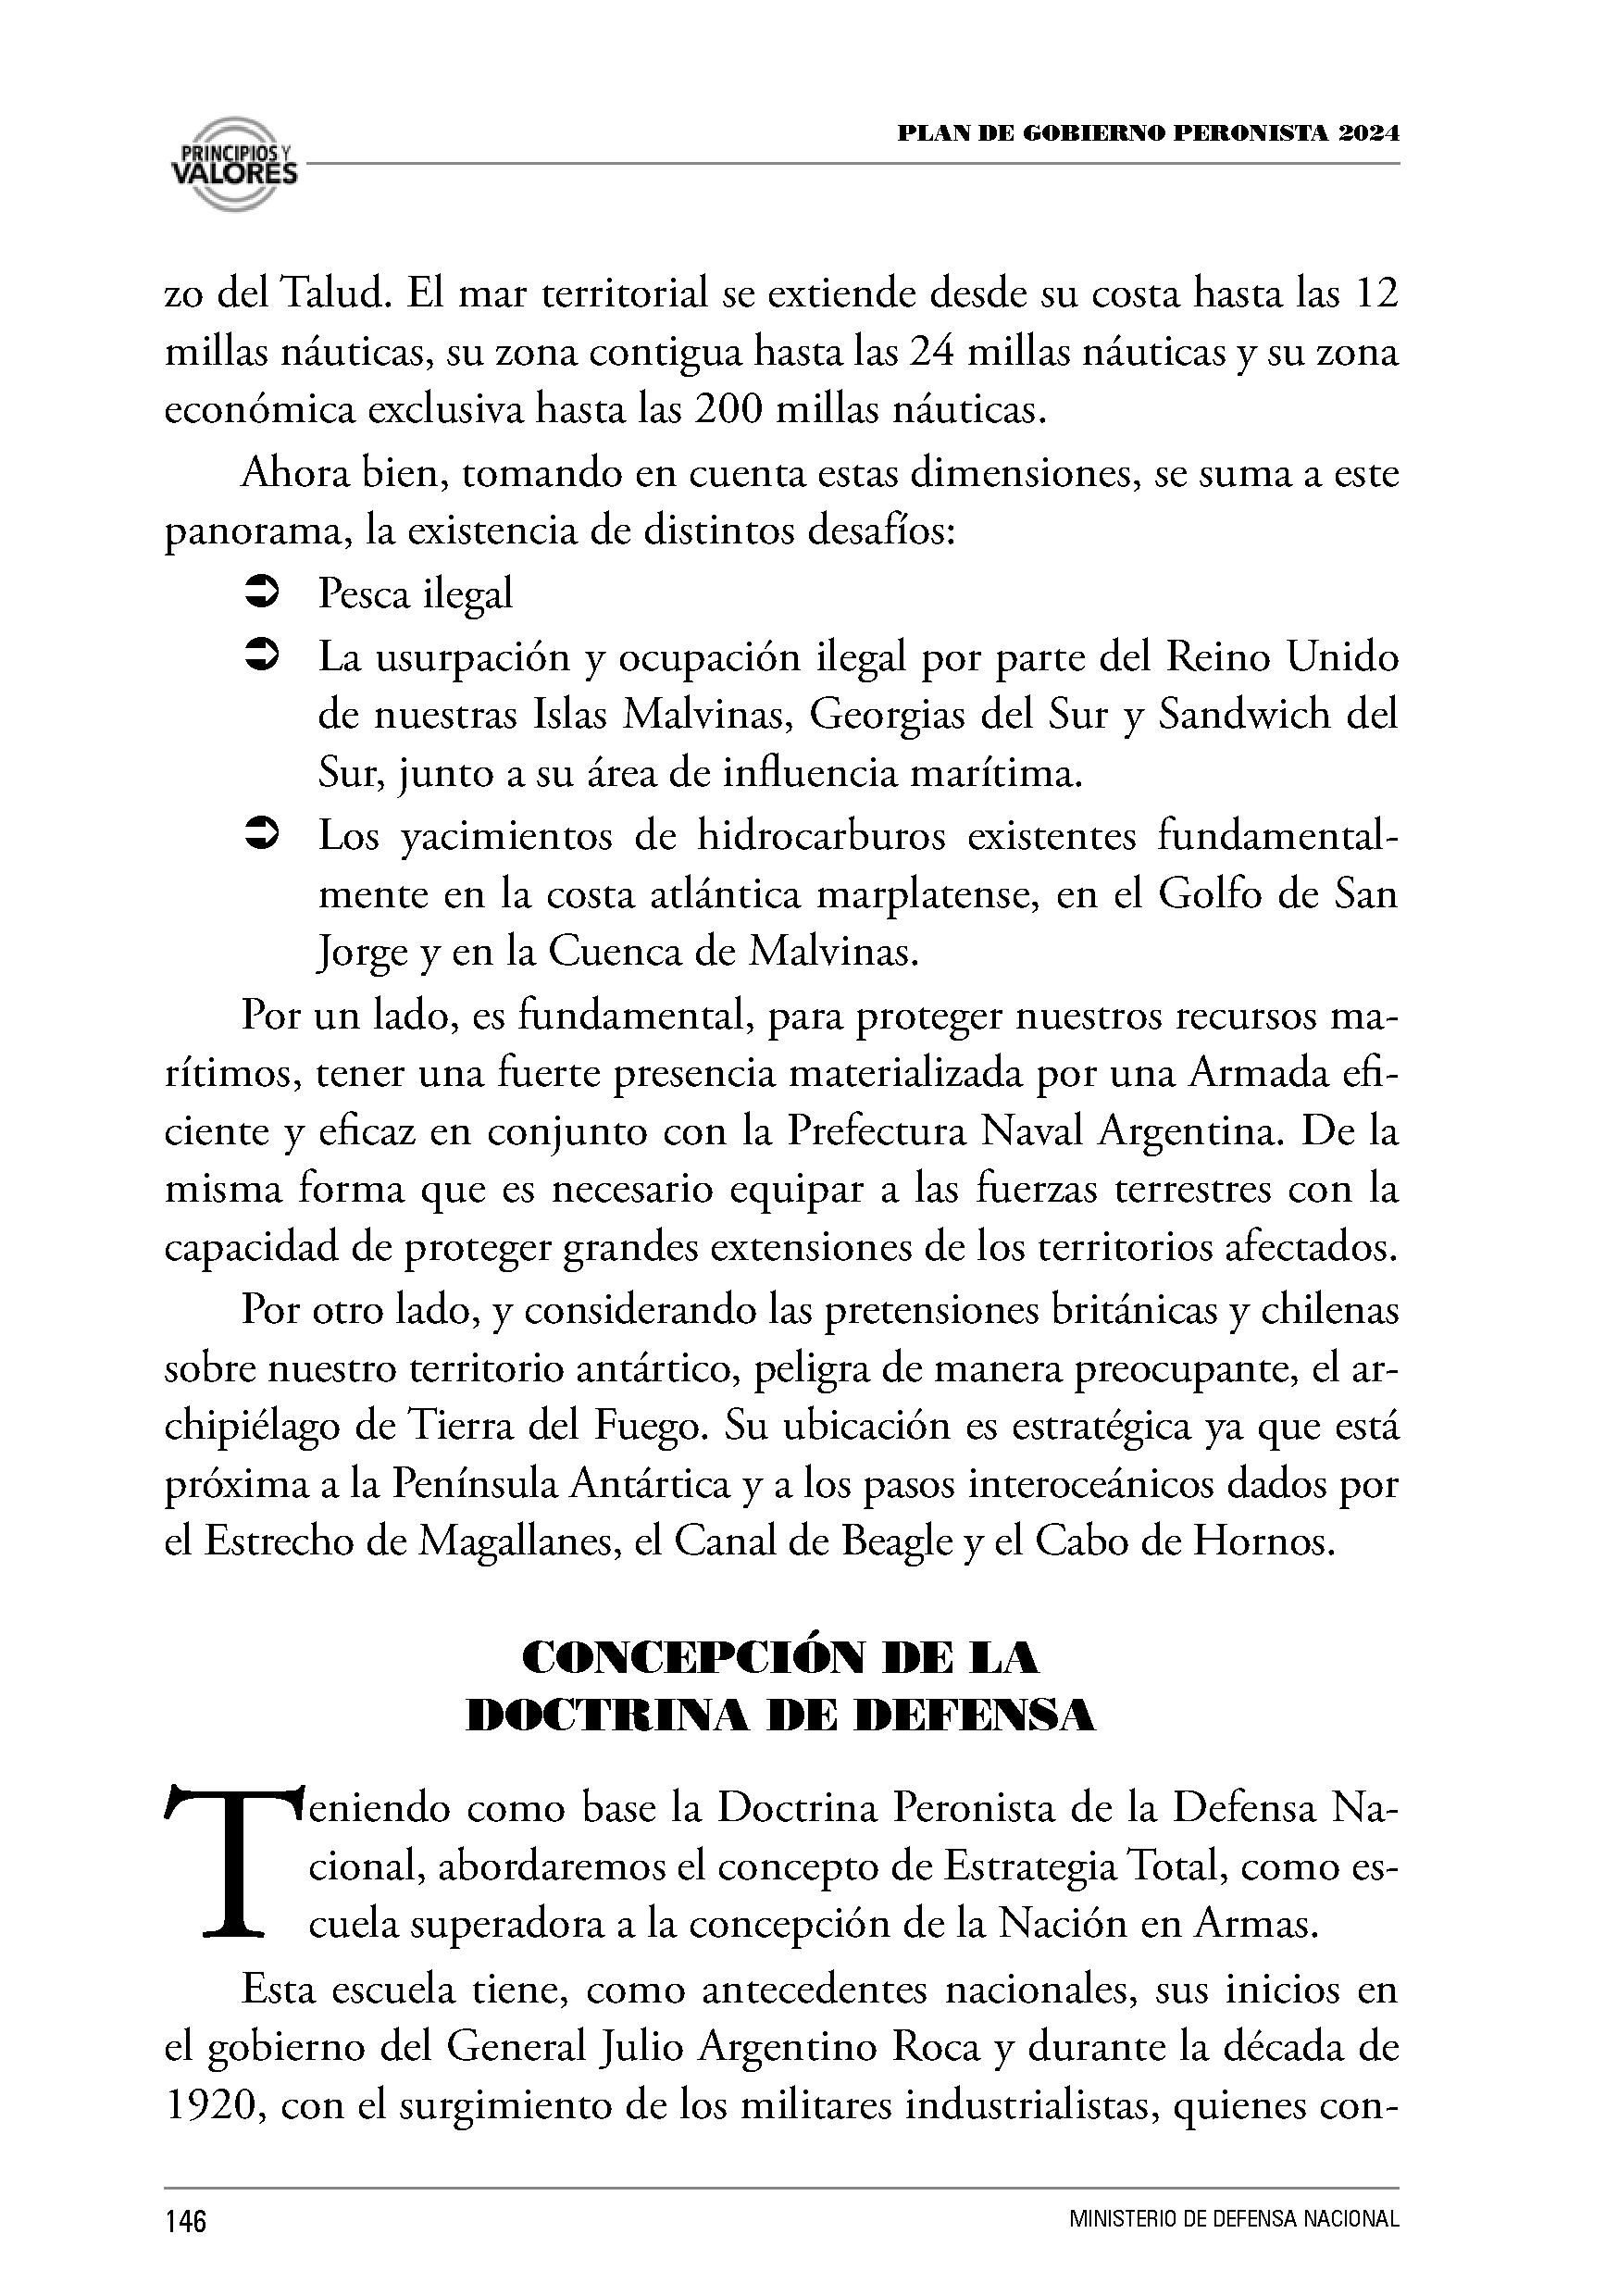 PRINCIPIOS Y
VALORES
PLAN DE GOBIERNO PERONISTA 2024
zo del Talud. El mar territorial se extiende desde su costa hasta las 12
millas náuticas, su zona contigua hasta las 24 millas náuticas y su zona
económica exclusiva hasta las 200 millas náuticas.
Ahora bien, tomando en cuenta estas dimensiones, se suma a este
panorama, la existencia de distintos desafíos:
➲ Pesca ilegal
➲ La usurpación y ocupación ilegal por parte del Reino Unido
de nuestras Islas Malvinas, Georgias del Sur y Sandwich del
Sur, junto a su área de influencia marítima.
➲ Los yacimientos de hidrocarburos existentes fundamental-
mente en la costa atlántica marplatense, en el Golfo de San
Jorge y en la Cuenca de Malvinas.
Por un lado, es fundamental, para proteger nuestros recursos ma-
rítimos, tener una fuerte presencia materializada por una Armada efi-
ciente y eficaz en conjunto con la Prefectura Naval Argentina. De la
misma forma que es necesario equipar a las fuerzas terrestres con la
capacidad de proteger grandes extensiones de los territorios afectados.
Por otro lado, y considerando las pretensiones británicas y chilenas
sobre nuestro territorio antártico, peligra de manera preocupante, el ar-
chipiélago de Tierra del Fuego. Su ubicación es estratégica ya que está
próxima a la Península Antártica y a los pasos interoceánicos dados por
el Estrecho de Magallanes, el Canal de Beagle y el Cabo de Hornos.
CONCEPCIÓN DE LA
DOCTRINA DE DEFENSA
Teniendo como base la Doctrina Peronista de la Defensa Na-
cional, abordaremos el concepto de Estrategia Total, como es-
cuela superadora a la concepción de la Nación en Armas.
Esta escuela tiene, como antecedentes nacionales, sus inicios en
el gobierno del General Julio Argentino Roca y durante la década de
1920, con el surgimiento de los militares industrialistas, quienes con-
146
MINISTERIO DE DEFENSA NACIONAL